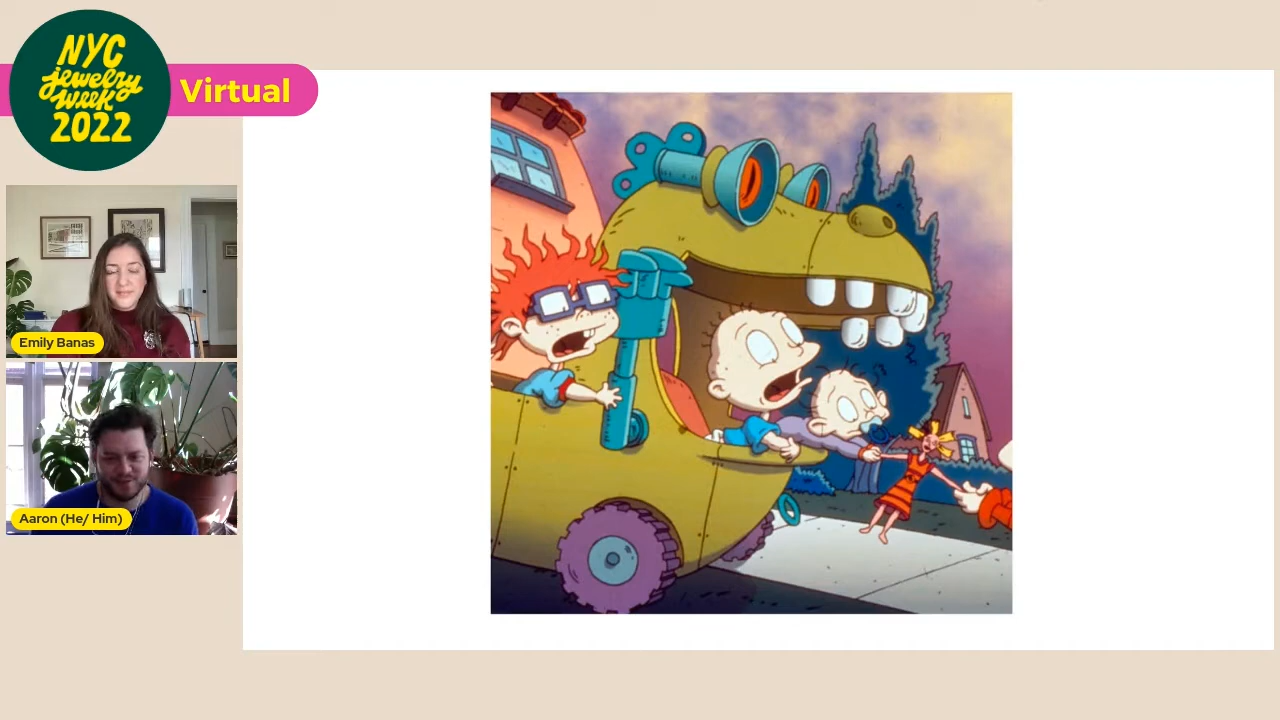 NYC
jewelry
week
2022
Virtual
Emily Banas
Aaron (He/ Him)